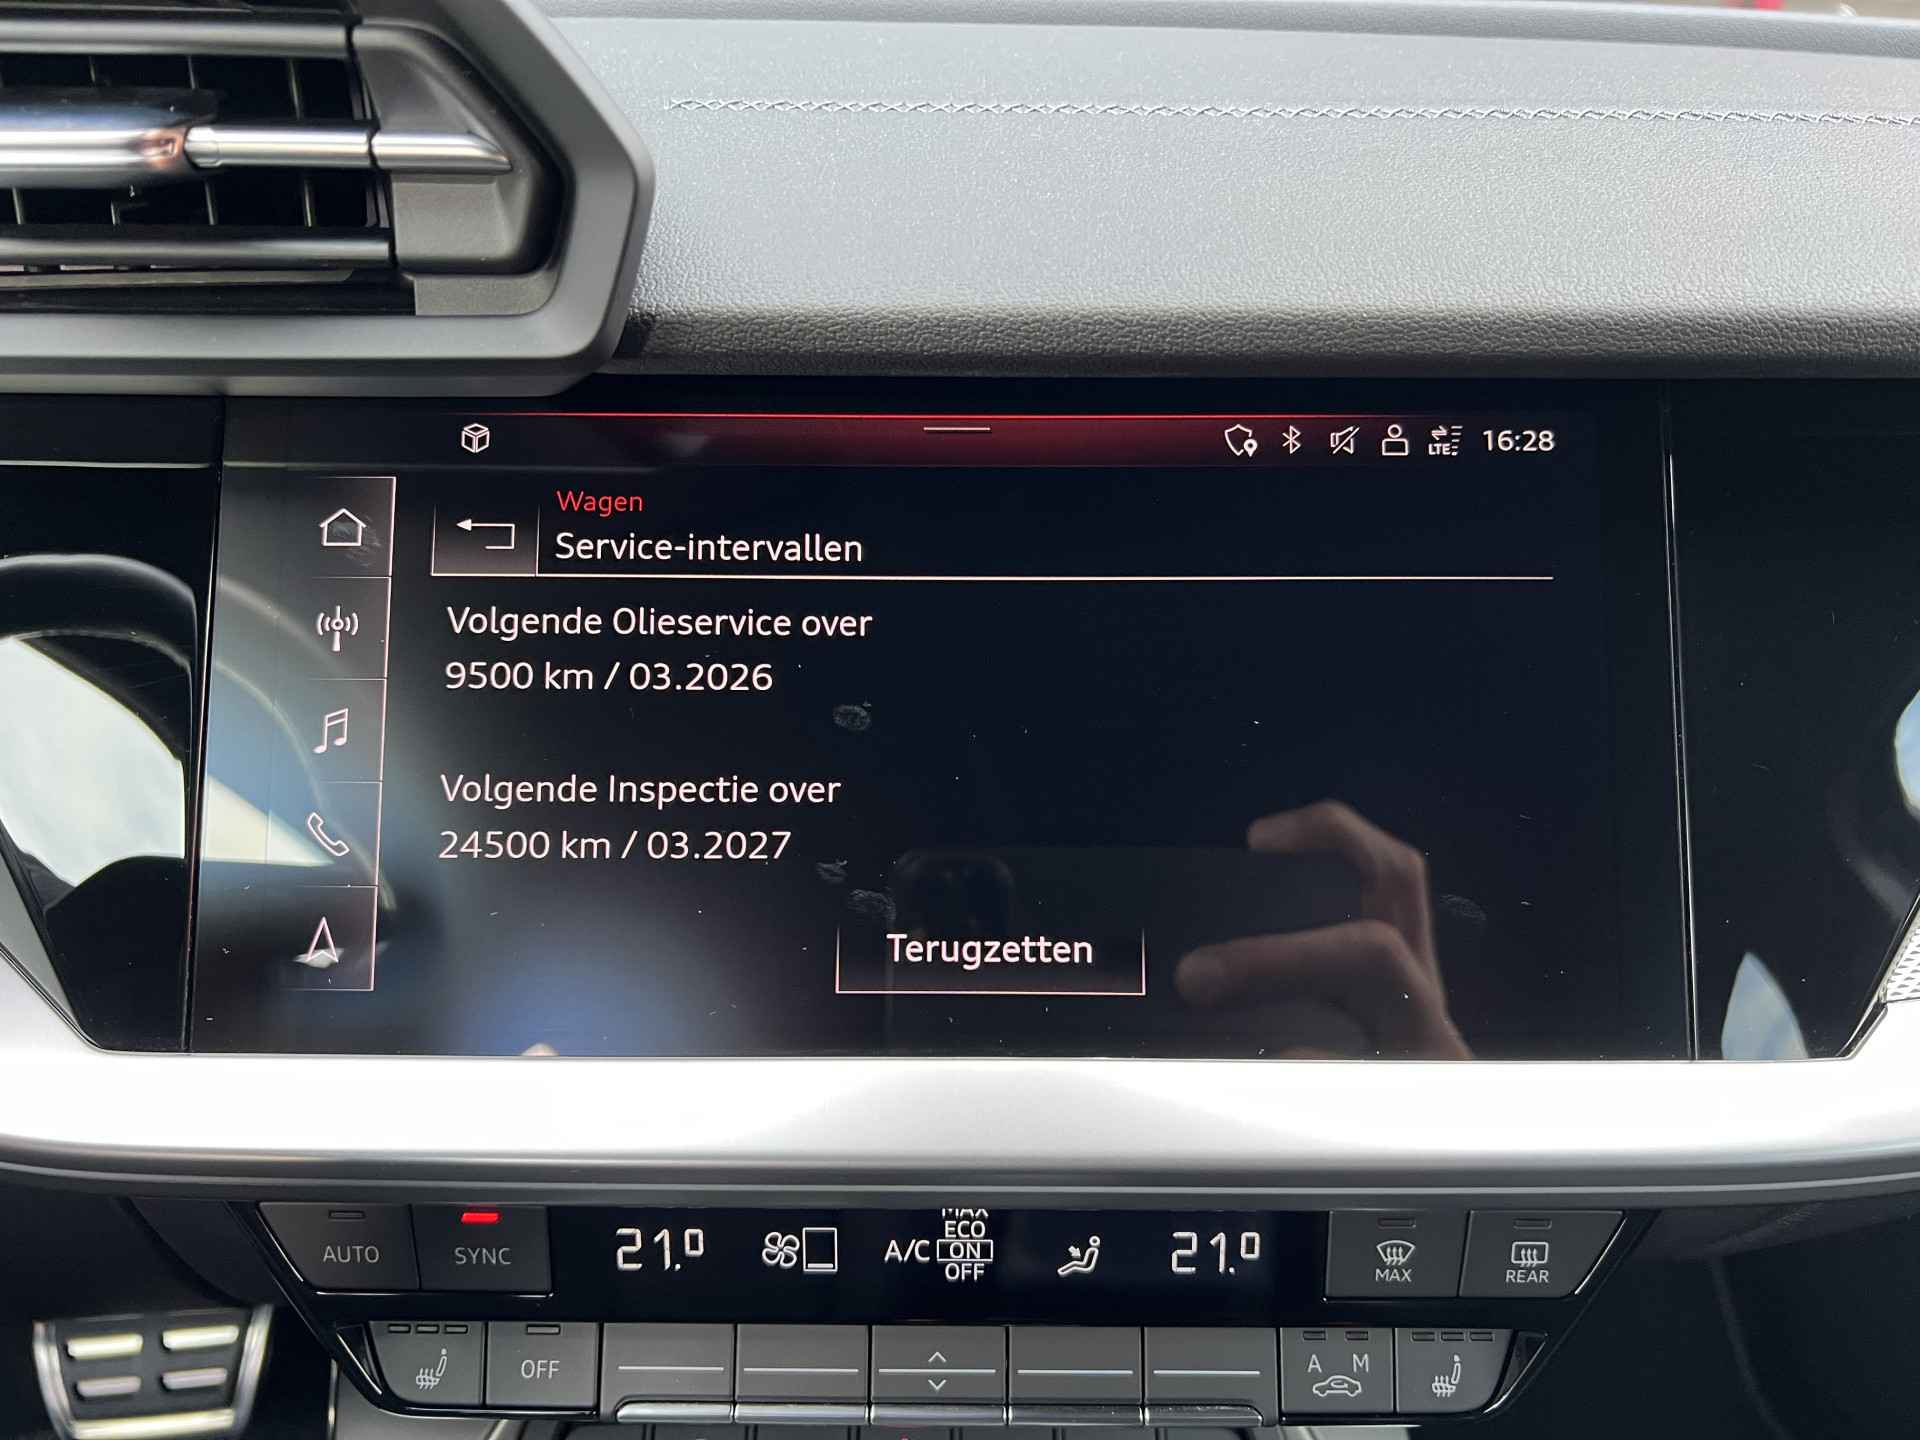 LTE 16:28
Wagen
Service-intervallen
Volgende Olieservice over
9500 km / 03.2026
Volgende Inspectie over
24500 km / 03.2027
Terugzetten
AUTO SYNC 21.0 A/C MAX ECO ON OFF 21.0 MAX REAR
OFF A M